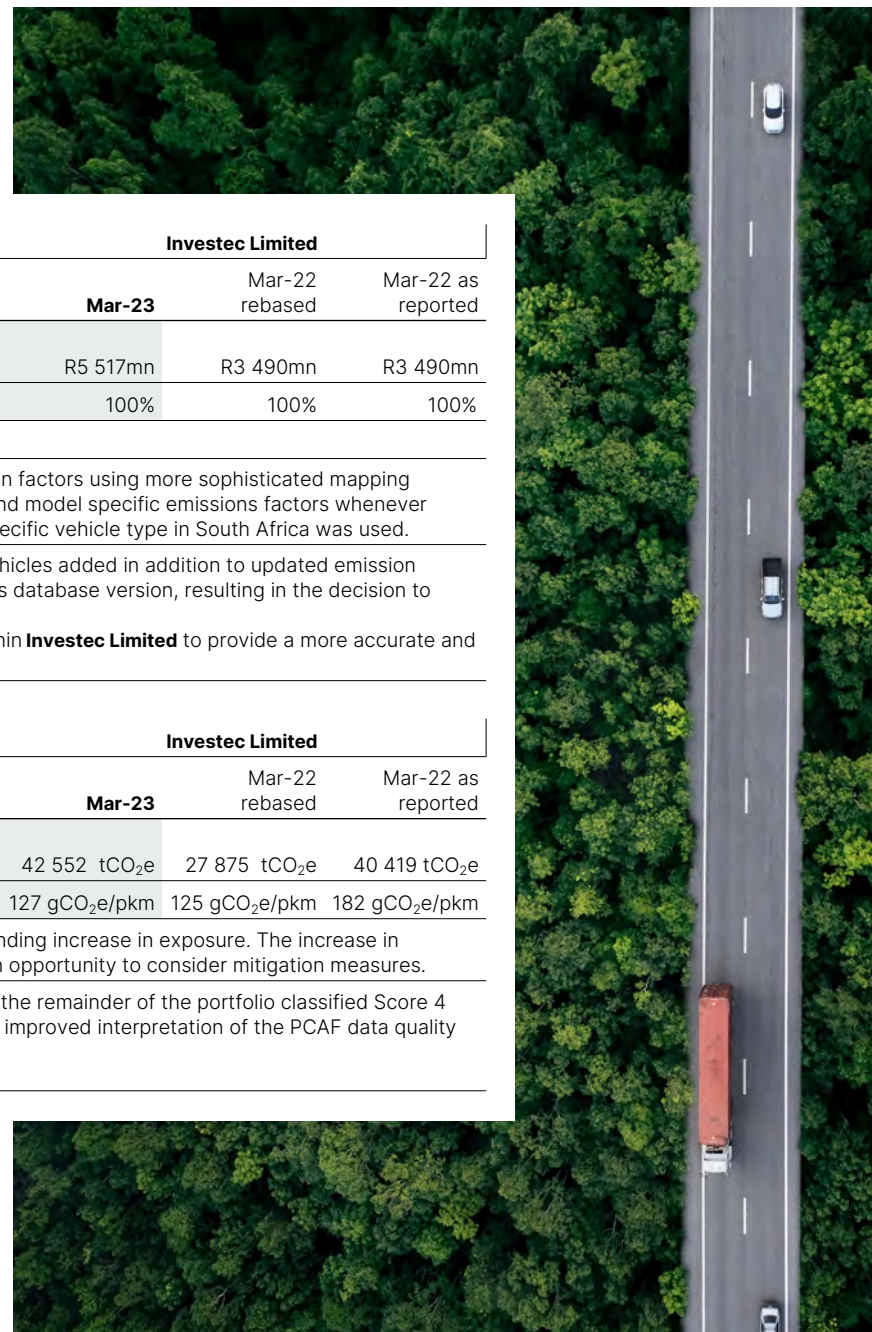 Investec Limited
Mar-23 Mar-22 rebased Mar-22 as reported
R5 517mn R3 490mn R3 490mn
100% 100% 100%
n factors using more sophisticated mapping
nd model specific emissions factors whenever
ecific vehicle type in South Africa was used.
hicles added in addition to updated emission
s database version, resulting in the decision to
hin Investec Limited to provide a more accurate and
Investec Limited
Mar-23 Mar-22 rebased Mar-22 as reported
42 552 tCO₂e 27 875 tCO₂e 40 419 tCO₂e
127 gCO₂e/pkm 125 gCO₂e/pkm 182 gCO₂e/pkm
nding increase in exposure. The increase in
n opportunity to consider mitigation measures.
the remainder of the portfolio classified Score 4
improved interpretation of the PCAF data quality